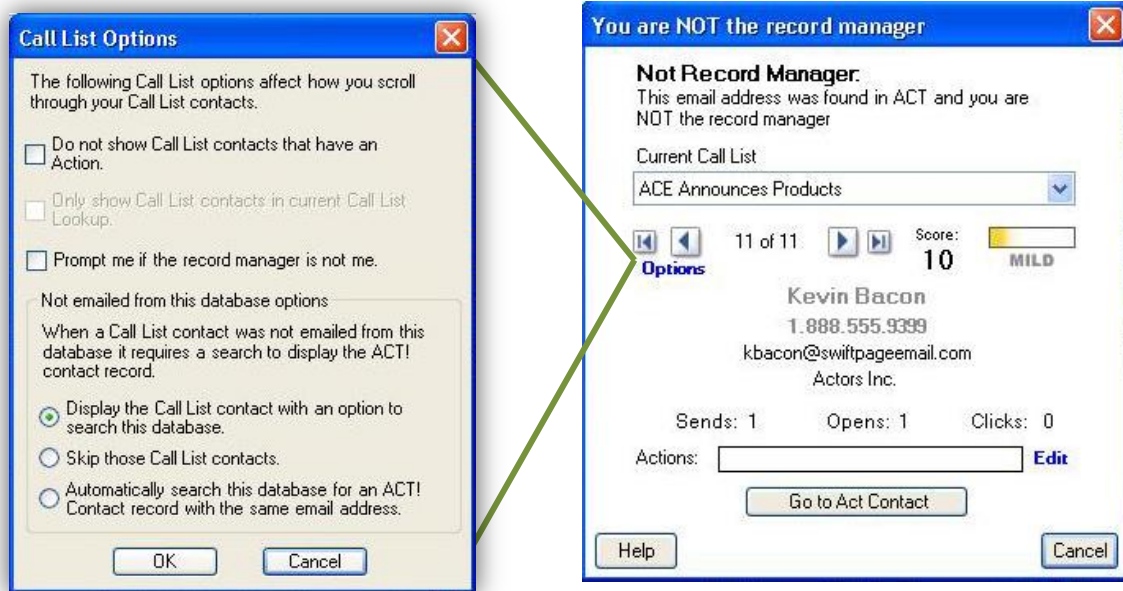 Call List Options
The following Call List options affect how you scroll
through your Call List contacts.
Do not show Call List contacts that have an
Action.
Only show Call List contacts in current Call List
Lookup.
Prompt me if the record manager is not me.
Not emailed from this database options
When a Call List contact was not emailed from this
database it requires a search to display the ACT!
contact record.
Display the Call List contact with an option to
search this database.
Skip those Call List contacts.
Automatically search this database for an ACT!
Contact record with the same email address.
OK Cancel
You are NOT the record manager
Not Record Manager:
This email address was found in ACT and you are
NOT the record manager
Current Call List
ACE Announces Products
11 of 11 Score:
10 MILD
Options
Kevin Bacon
1.888.555.9399
kbacon@swiftpageemail.com
Actors Inc.
Sends: 1 Opens: 1 Clicks: 0
Actions: Edit
Go to Act Contact
Help Cancel